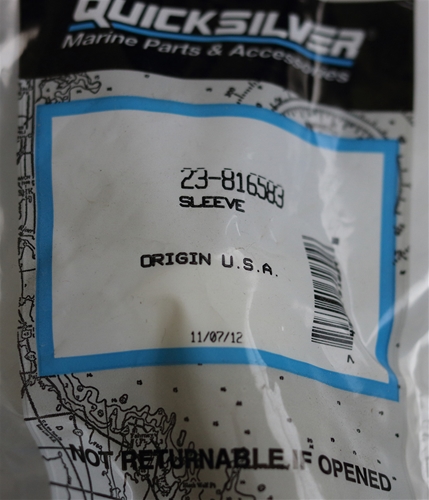 QUICKSILVER®
Marine Parts & Accessories
23-816583
SLEEVE
ORIGIN U.S.A.
11/07/12
A
NOT RETURNABLE IF OPENED